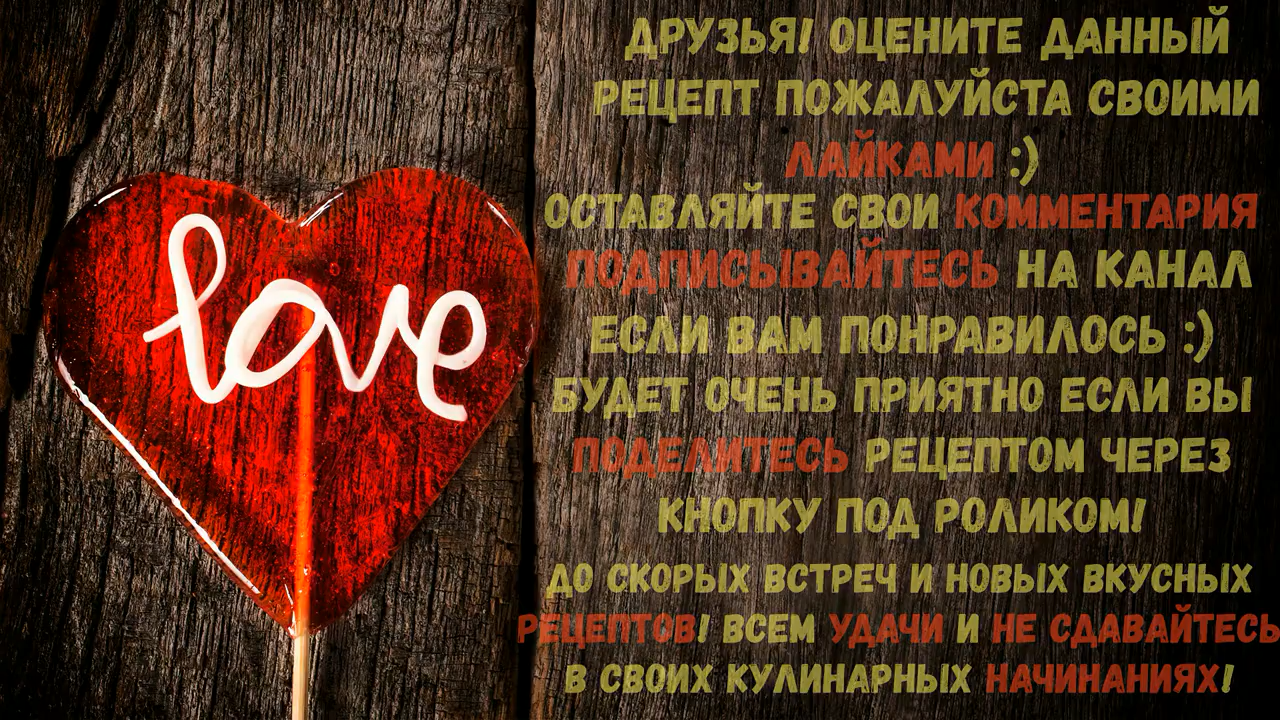 love
ДРУЗЬЯ! ОЦЕНИТЕ ДАННЫЙ
РЕЦЕПТ ПОЖАЛУЙСТА СВОИМИ
ЛАЙКАМИ :)
ОСТАВЛЯЙТЕ СВОИ КОММЕНТАРИЯ
ПОДПИСЫВАЙТЕСЬ НА КАНАЛ
ЕСЛИ ВАМ ПОНРАВИЛОСЬ :)
БУДЕТ ОЧЕНЬ ПРИЯТНО ЕСЛИ ВЫ
ПОДЕЛИТЕСЬ РЕЦЕПТОМ ЧЕРЕЗ
КНОПКУ ПОД РОЛИКОМ!
ДО СКОРЫХ ВСТРЕЧ И НОВЫХ ВКУСНЫХ
РЕЦЕПТОВ! ВСЕМ УДАЧИ И НЕ СДАВАЙТЕСЬ
В СВОИХ КУЛИНАРНЫХ НАЧИНАНИЯХ!